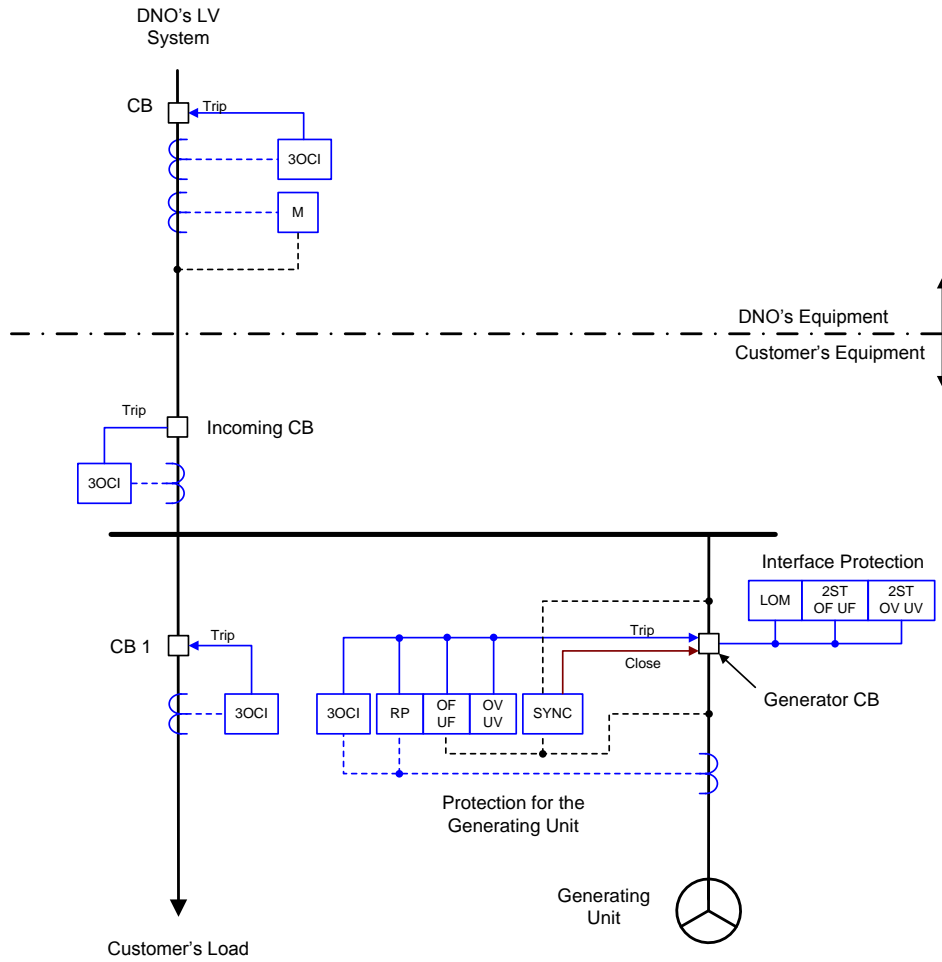 DNO's LV
System
CB
Trip
3OCI
M
DNO's Equipment
Customer's Equipment
Trip
Incoming CB
3OCI
Interface Protection
LOM
2ST
OF UF
2ST
OV UV
CB 1
Trip
3OCI
Trip
Close
3OCI
RP
OF
UF
OV
UV
SYNC
Generator CB
Protection for the
Generating Unit
Generating
Unit
Customer's Load